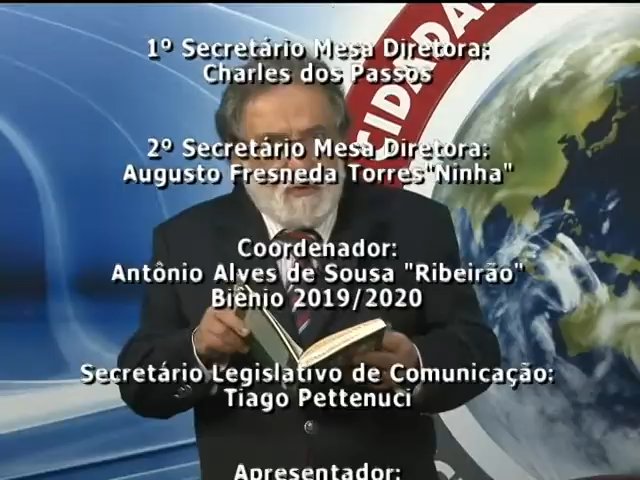 1º Secretário Mesa Diretora:
Charles dos Passos
2º Secretário Mesa Diretora:
Augusto Fresneda Torres"Ninha"
Coordenador:
Antônio Alves de Sousa "Ribeirão"
Biênio 2019/2020
Secretário Legislativo de Comunicação:
Tiago Pettenuci
Apresentador:
CIDADA